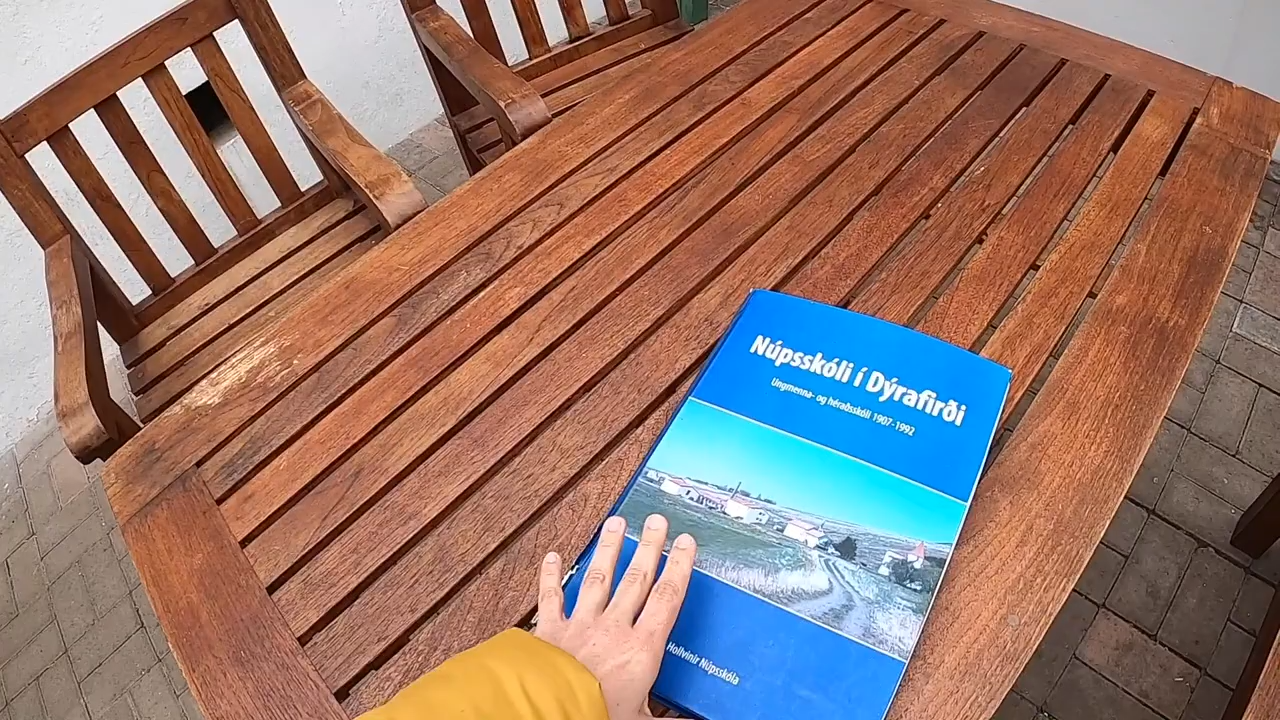 Núpsskóli í Dýrafirði
Ungmenna- og héraðsskóli 1907-1992
Hollvinir Núpsskóla